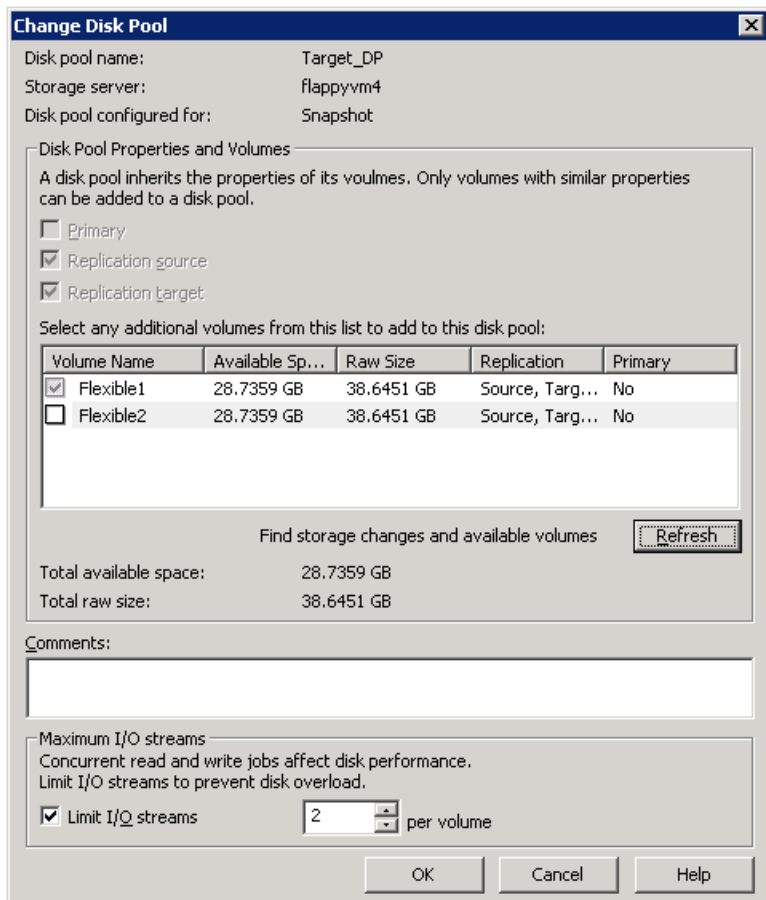 Change Disk Pool
Disk pool name: Target_DP
Storage server: flappyvm4
Disk pool configured for: Snapshot
Disk Pool Properties and Volumes
A disk pool inherits the properties of its voulmes. Only volumes with similar properties
can be added to a disk pool.
Primary
Replication source
Replication target
Select any additional volumes from this list to add to this disk pool:
Volume Name Available Sp... Raw Size Replication Primary
Flexible1 28.7359 GB 38.6451 GB Source, Targ... No
Flexible2 28.7359 GB 38.6451 GB Source, Targ... No
Find storage changes and available volumes Refresh
Total available space: 28.7359 GB
Total raw size: 38.6451 GB
Comments:
Maximum I/O streams
Concurrent read and write jobs affect disk performance.
Limit I/O streams to prevent disk overload.
Limit I/O streams 2 per volume
OK Cancel Help